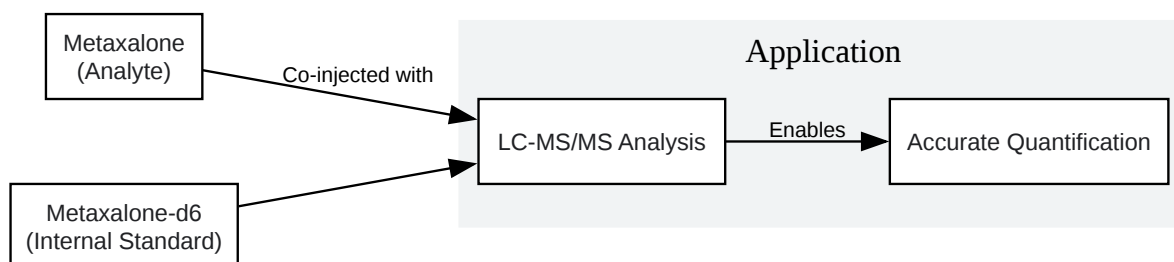 Metaxalone
(Analyte)
Co-injected with
Application
LC-MS/MS Analysis
Enables
Accurate Quantification
Metaxalone-d6
(Internal Standard)